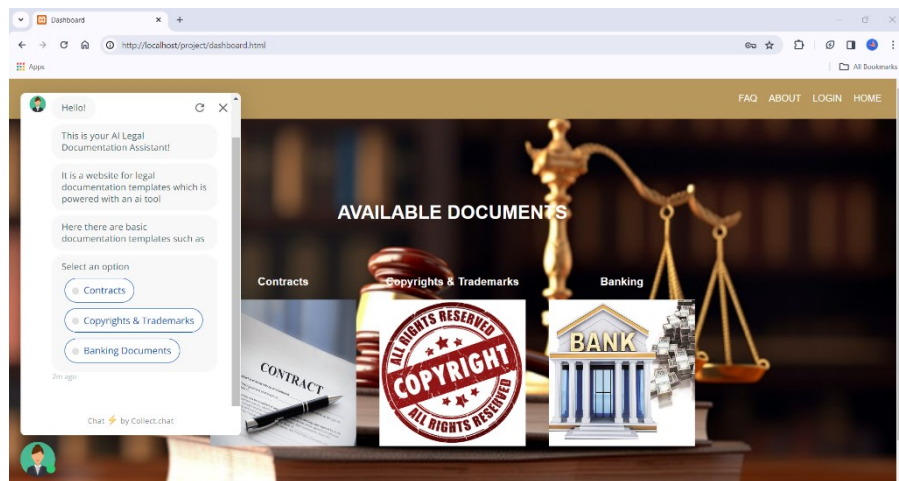 Dashboard
http://localhost/project/dashboard.html
Apps
All Bookmarks
FAQ ABOUT LOGIN HOME
Hello!
This is your AI Legal
Documentation Assistant!
It is a website for legal
documentation templates which is
powered with an ai tool
Here there are basic
documentation templates such as
Select an option
Contracts
Copyrights & Trademarks
Banking Documents
2m ago
Chat ⚡ by Collect.chat
AVAILABLE DOCUMENTS
Contracts
Copyrights & Trademarks
Banking
CONTRACT
ALL RIGHTS RESERVED
COPYRIGHT
ALL RIGHTS RESERVED
BANK